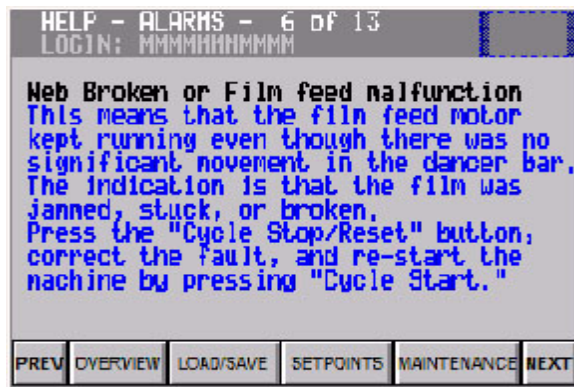 HELP - ALARMS - 6 OF 13
LOGIN: MMMMHHNMMMM
Web Broken or Film feed malfunction
This means that the film feed motor
kept running even though there was no
significant movement in the dancer bar.
The indication is that the film was
jammed, stuck, or broken.
Press the "Cycle Stop/Reset" button,
correct the fault, and re-start the
machine by pressing "Cycle Start."
PREV OVERVIEW LOAD/SAVE SETPOINTS MAINTENANCE NEXT